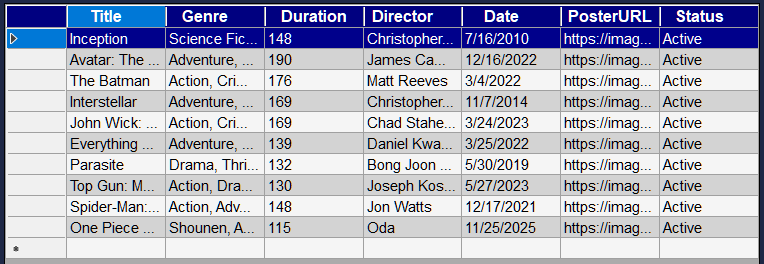 Title Genre Duration Director Date PosterURL Status
Inception Science Fic... 148 Christopher... 7/16/2010 https://imag... Active
Avatar: The ... Adventure, ... 190 James Ca... 12/16/2022 https://imag... Active
The Batman Action, Cri... 176 Matt Reeves 3/4/2022 https://imag... Active
Interstellar Adventure, ... 169 Christopher... 11/7/2014 https://imag... Active
John Wick: ... Action, Cri... 169 Chad Stahe... 3/24/2023 https://imag... Active
Everything ... Adventure, ... 139 Daniel Kwa... 3/25/2022 https://imag... Active
Parasite Drama, Thri... 132 Bong Joon ... 5/30/2019 https://imag... Active
Top Gun: M... Action, Dra... 130 Joseph Kos... 5/27/2023 https://imag... Active
Spider-Man:... Action, Adv... 148 Jon Watts 12/17/2021 https://imag... Active
One Piece ... Shounen, A... 115 Oda 11/25/2025 https://imag... Active
*